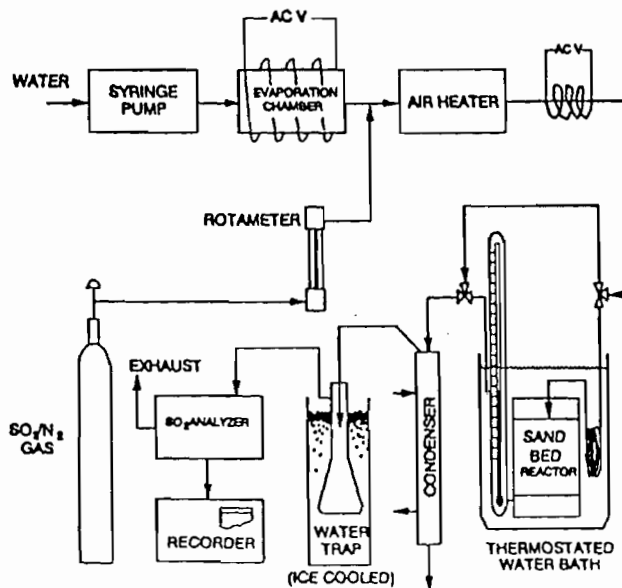 AC V
WATER
SYRINGE
PUMP
EVAPORATION
CHAMBER
AIR HEATER
AC V
ROTAMETER
EXHAUST
SO₂/N₂
GAS
SO₂ ANALYZER
RECORDER
WATER
TRAP
(ICE COOLED)
CONDENSER
SAND
BED
REACTOR
THERMOSTATED
WATER BATH